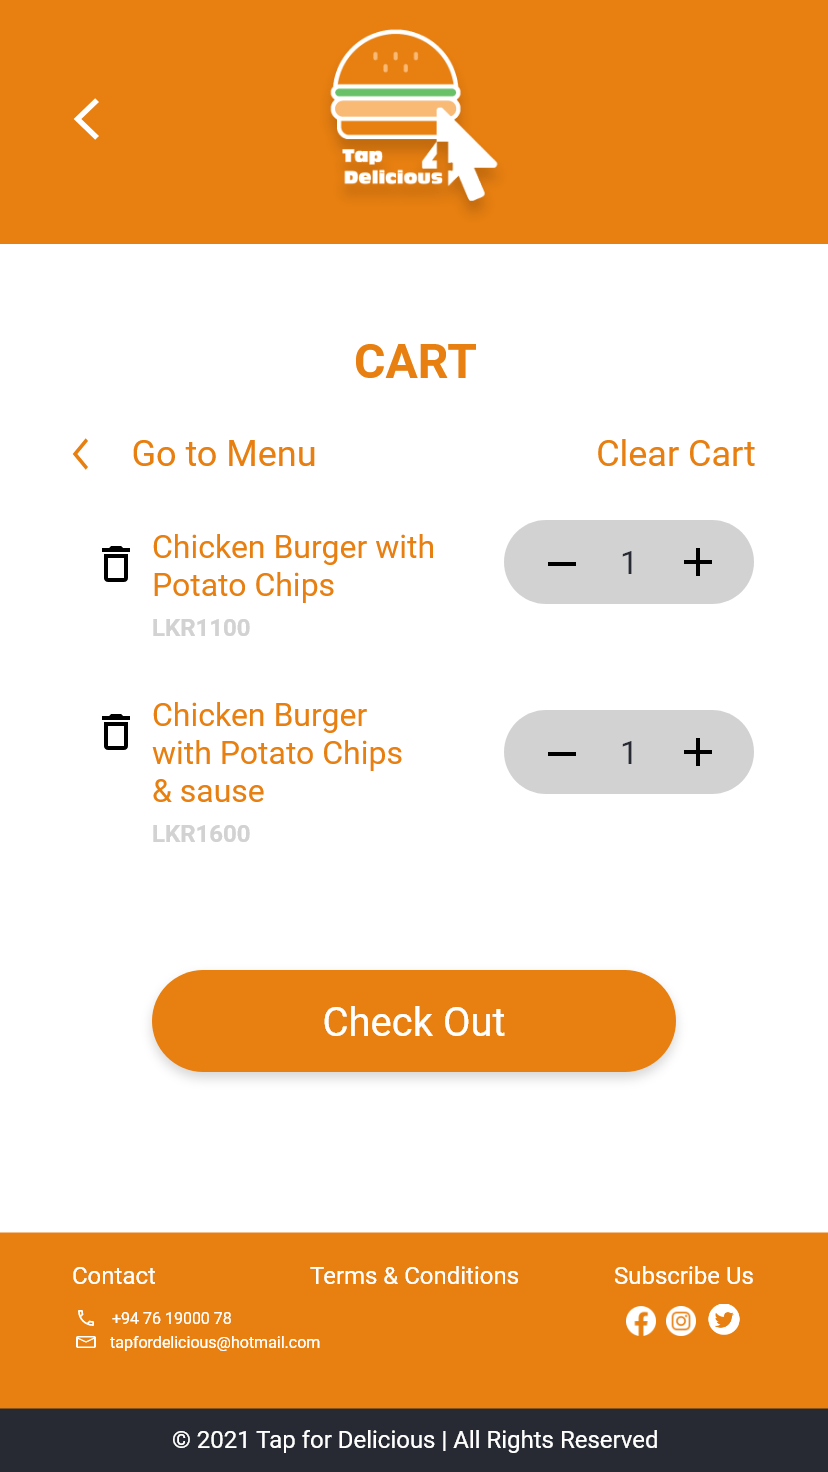 Tap 4
Delicious
CART
Go to Menu
Clear Cart
Chicken Burger with
Potato Chips
LKR1100
1
Chicken Burger
with Potato Chips
& sause
LKR1600
1
Check Out
Contact
+94 76 19000 78
tapfordelicious@hotmail.com
Terms & Conditions
Subscribe Us
© 2021 Tap for Delicious | All Rights Reserved